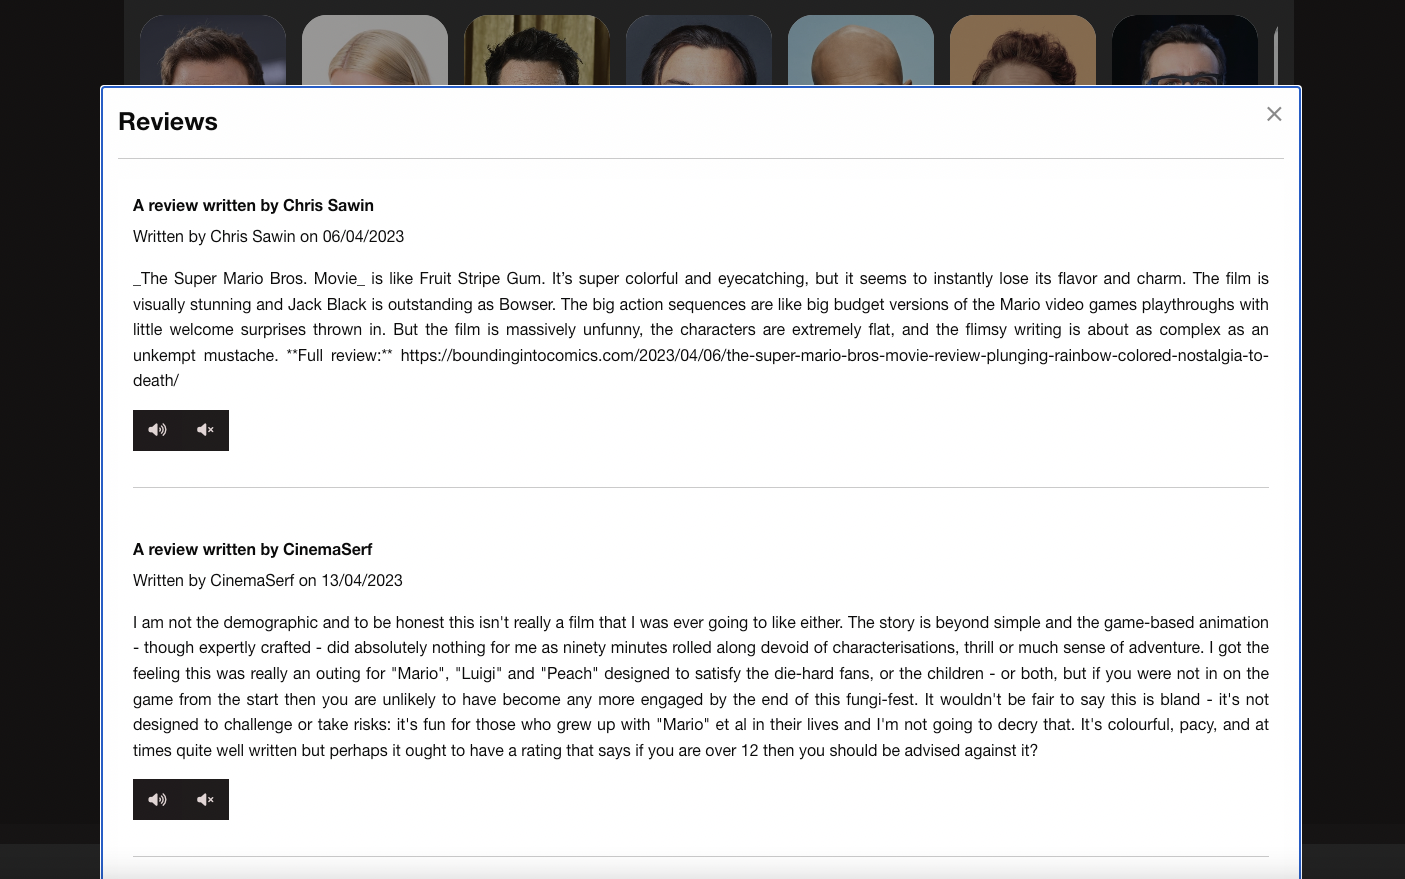 Reviews
A review written by Chris Sawin
Written by Chris Sawin on 06/04/2023
_The Super Mario Bros. Movie_ is like Fruit Stripe Gum. It’s super colorful and eyecatching, but it seems to instantly lose its flavor and charm. The film is
visually stunning and Jack Black is outstanding as Bowser. The big action sequences are like big budget versions of the Mario video games playthroughs with
little welcome surprises thrown in. But the film is massively unfunny, the characters are extremely flat, and the flimsy writing is about as complex as an
unkempt mustache. **Full review:** https://boundingintocomics.com/2023/04/06/the-super-mario-bros-movie-review-plunging-rainbow-colored-nostalgia-to-
death/
A review written by CinemaSerf
Written by CinemaSerf on 13/04/2023
I am not the demographic and to be honest this isn't really a film that I was ever going to like either. The story is beyond simple and the game-based animation
- though expertly crafted - did absolutely nothing for me as ninety minutes rolled along devoid of characterisations, thrill or much sense of adventure. I got the
feeling this was really an outing for "Mario", "Luigi" and "Peach" designed to satisfy the die-hard fans, or the children - or both, but if you were not in on the
game from the start then you are unlikely to have become any more engaged by the end of this fungi-fest. It wouldn't be fair to say this is bland - it's not
designed to challenge or take risks: it's fun for those who grew up with "Mario" et al in their lives and I'm not going to decry that. It's colourful, pacy, and at
times quite well written but perhaps it ought to have a rating that says if you are over 12 then you should be advised against it?